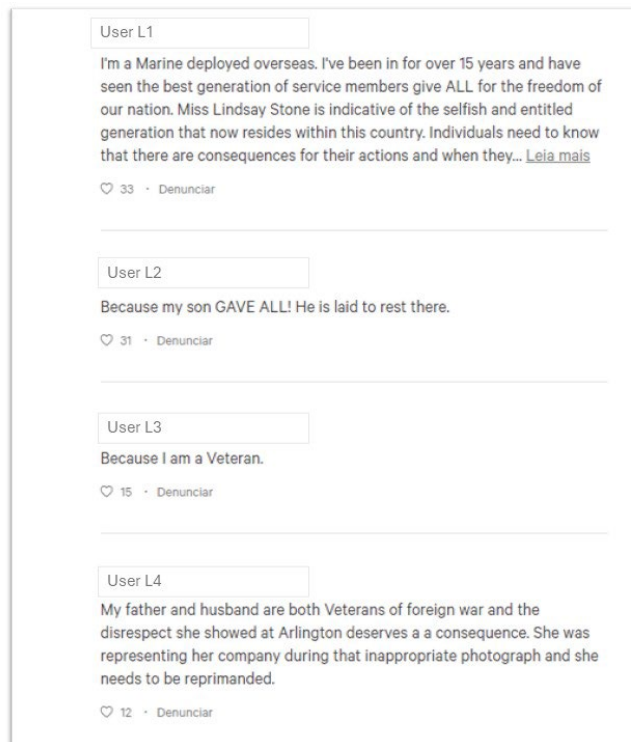 User L1
I'm a Marine deployed overseas. I've been in for over 15 years and have
seen the best generation of service members give ALL for the freedom of
our nation. Miss Lindsay Stone is indicative of the selfish and entitled
generation that now resides within this country. Individuals need to know
that there are consequences for their actions and when they... Leia mais
33 · Denunciar
User L2
Because my son GAVE ALL! He is laid to rest there.
31 · Denunciar
User L3
Because I am a Veteran.
15 · Denunciar
User L4
My father and husband are both Veterans of foreign war and the
disrespect she showed at Arlington deserves a a consequence. She was
representing her company during that inappropriate photograph and she
needs to be reprimanded.
12 · Denunciar